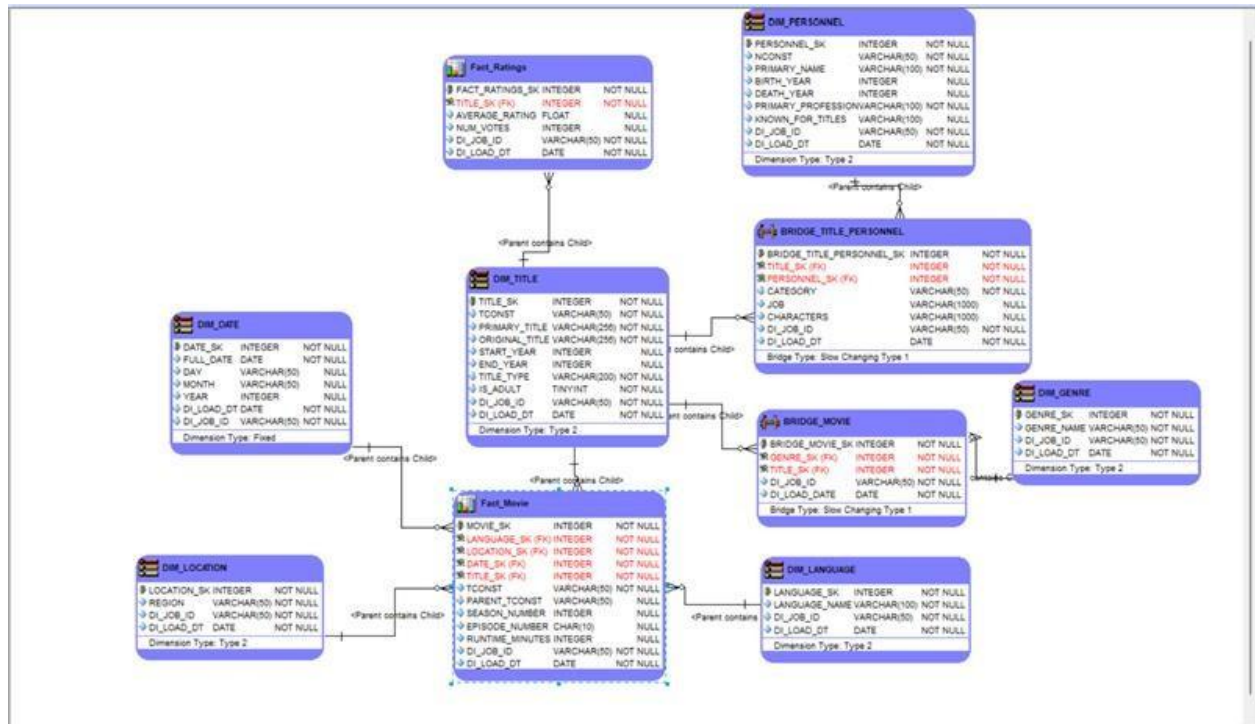 DIM_PERSONNEL
PERSONNEL_SK INTEGER NOT NULL
NCONST VARCHAR(50) NOT NULL
PRIMARY_NAME VARCHAR(100) NOT NULL
BIRTH_YEAR INTEGER NULL
DEATH_YEAR INTEGER NULL
PRIMARY_PROFESSION VARCHAR(100) NOT NULL
KNOWN_FOR_TITLES VARCHAR(100) NULL
DI_JOB_ID VARCHAR(50) NOT NULL
DI_LOAD_DT DATE NOT NULL
Dimension Type: Type 2
<Parent contains Child>
Fact_Ratings
FACT_RATINGS_SK INTEGER NOT NULL
TITLE_SK (FK) INTEGER NOT NULL
AVERAGE_RATING FLOAT NULL
NUM_VOTES INTEGER NULL
DI_JOB_ID VARCHAR(50) NOT NULL
DI_LOAD_DT DATE NOT NULL
<Parent contains Child>
BRIDGE_TITLE_PERSONNEL
BRIDGE_TITLE_PERSONNEL_SK INTEGER NOT NULL
TITLE_SK (FK) INTEGER NOT NULL
PERSONNEL_SK (FK) INTEGER NOT NULL
CATEGORY VARCHAR(50) NOT NULL
JOB VARCHAR(1000) NULL
CHARACTERS VARCHAR(1000) NULL
DI_JOB_ID VARCHAR(50) NOT NULL
DI_LOAD_DT DATE NOT NULL
Bridge Type: Slow Changing Type 1
DIM_TITLE
TITLE_SK INTEGER NOT NULL
TCONST VARCHAR(50) NOT NULL
PRIMARY_TITLE VARCHAR(256) NOT NULL
ORIGINAL_TITLE VARCHAR(256) NOT NULL
START_YEAR INTEGER NULL
END_YEAR INTEGER NULL
TITLE_TYPE VARCHAR(200) NOT NULL
IS_ADULT TINYINT NOT NULL
DI_JOB_ID VARCHAR(50) NOT NULL
DI_LOAD_DT DATE NOT NULL
Dimension Type: Type 2
contains Child>
DIM_DATE
DATE_SK INTEGER NOT NULL
FULL_DATE DATE NOT NULL
DAY VARCHAR(50) NULL
MONTH VARCHAR(50) NULL
YEAR INTEGER NULL
DI_LOAD_DT DATE NOT NULL
DI_JOB_ID VARCHAR(50) NOT NULL
Dimension Type: Fixed
<Parent contains Child>
DIM_GENRE
GENRE_SK INTEGER NOT NULL
GENRE_NAME VARCHAR(50) NOT NULL
DI_JOB_ID VARCHAR(50) NOT NULL
DI_LOAD_DT DATE NOT NULL
Dimension Type: Type 2
contains Child>
BRIDGE_MOVIE
BRIDGE_MOVIE_SK INTEGER NOT NULL
GENRE_SK (FK) INTEGER NOT NULL
TITLE_SK (FK) INTEGER NOT NULL
DI_JOB_ID VARCHAR(50) NOT NULL
DI_LOAD_DATE DATE NOT NULL
Bridge Type: Slow Changing Type 1
<Parent contains Child>
Fact_Movie
MOVIE_SK INTEGER NOT NULL
LANGUAGE_SK (FK) INTEGER NOT NULL
LOCATION_SK (FK) INTEGER NOT NULL
DATE_SK (FK) INTEGER NOT NULL
TITLE_SK (FK) INTEGER NOT NULL
TCONST VARCHAR(50) NOT NULL
PARENT_TCONST VARCHAR(50) NULL
SEASON_NUMBER INTEGER NULL
EPISODE_NUMBER CHAR(10) NULL
RUNTIME_MINUTES INTEGER NULL
DI_JOB_ID VARCHAR(50) NOT NULL
DI_LOAD_DT DATE NOT NULL
DIM_LOCATION
LOCATION_SK INTEGER NOT NULL
REGION VARCHAR(50) NOT NULL
DI_JOB_ID VARCHAR(50) NOT NULL
DI_LOAD_DT DATE NOT NULL
Dimension Type: Type 2
<Parent contains Child>
DIM_LANGUAGE
LANGUAGE_SK INTEGER NOT NULL
LANGUAGE_NAME VARCHAR(100) NOT NULL
DI_JOB_ID VARCHAR(50) NOT NULL
DI_LOAD_DT DATE NOT NULL
Dimension Type: Type 2
<Parent contains